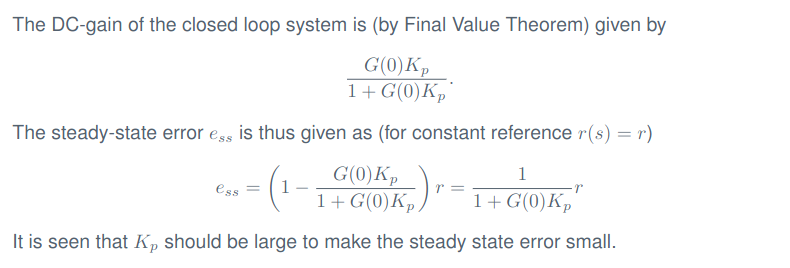 The DC-gain of the closed loop system is (by Final Value Theorem) given by
\frac{G(0)K_p}{1 + G(0)K_p}.
The steady-state error e_{ss} is thus given as (for constant reference r(s) = r)
e_{ss} = \left(1 - \frac{G(0)K_p}{1 + G(0)K_p}\right) r = \frac{1}{1 + G(0)K_p} r
It is seen that K_p should be large to make the steady state error small.